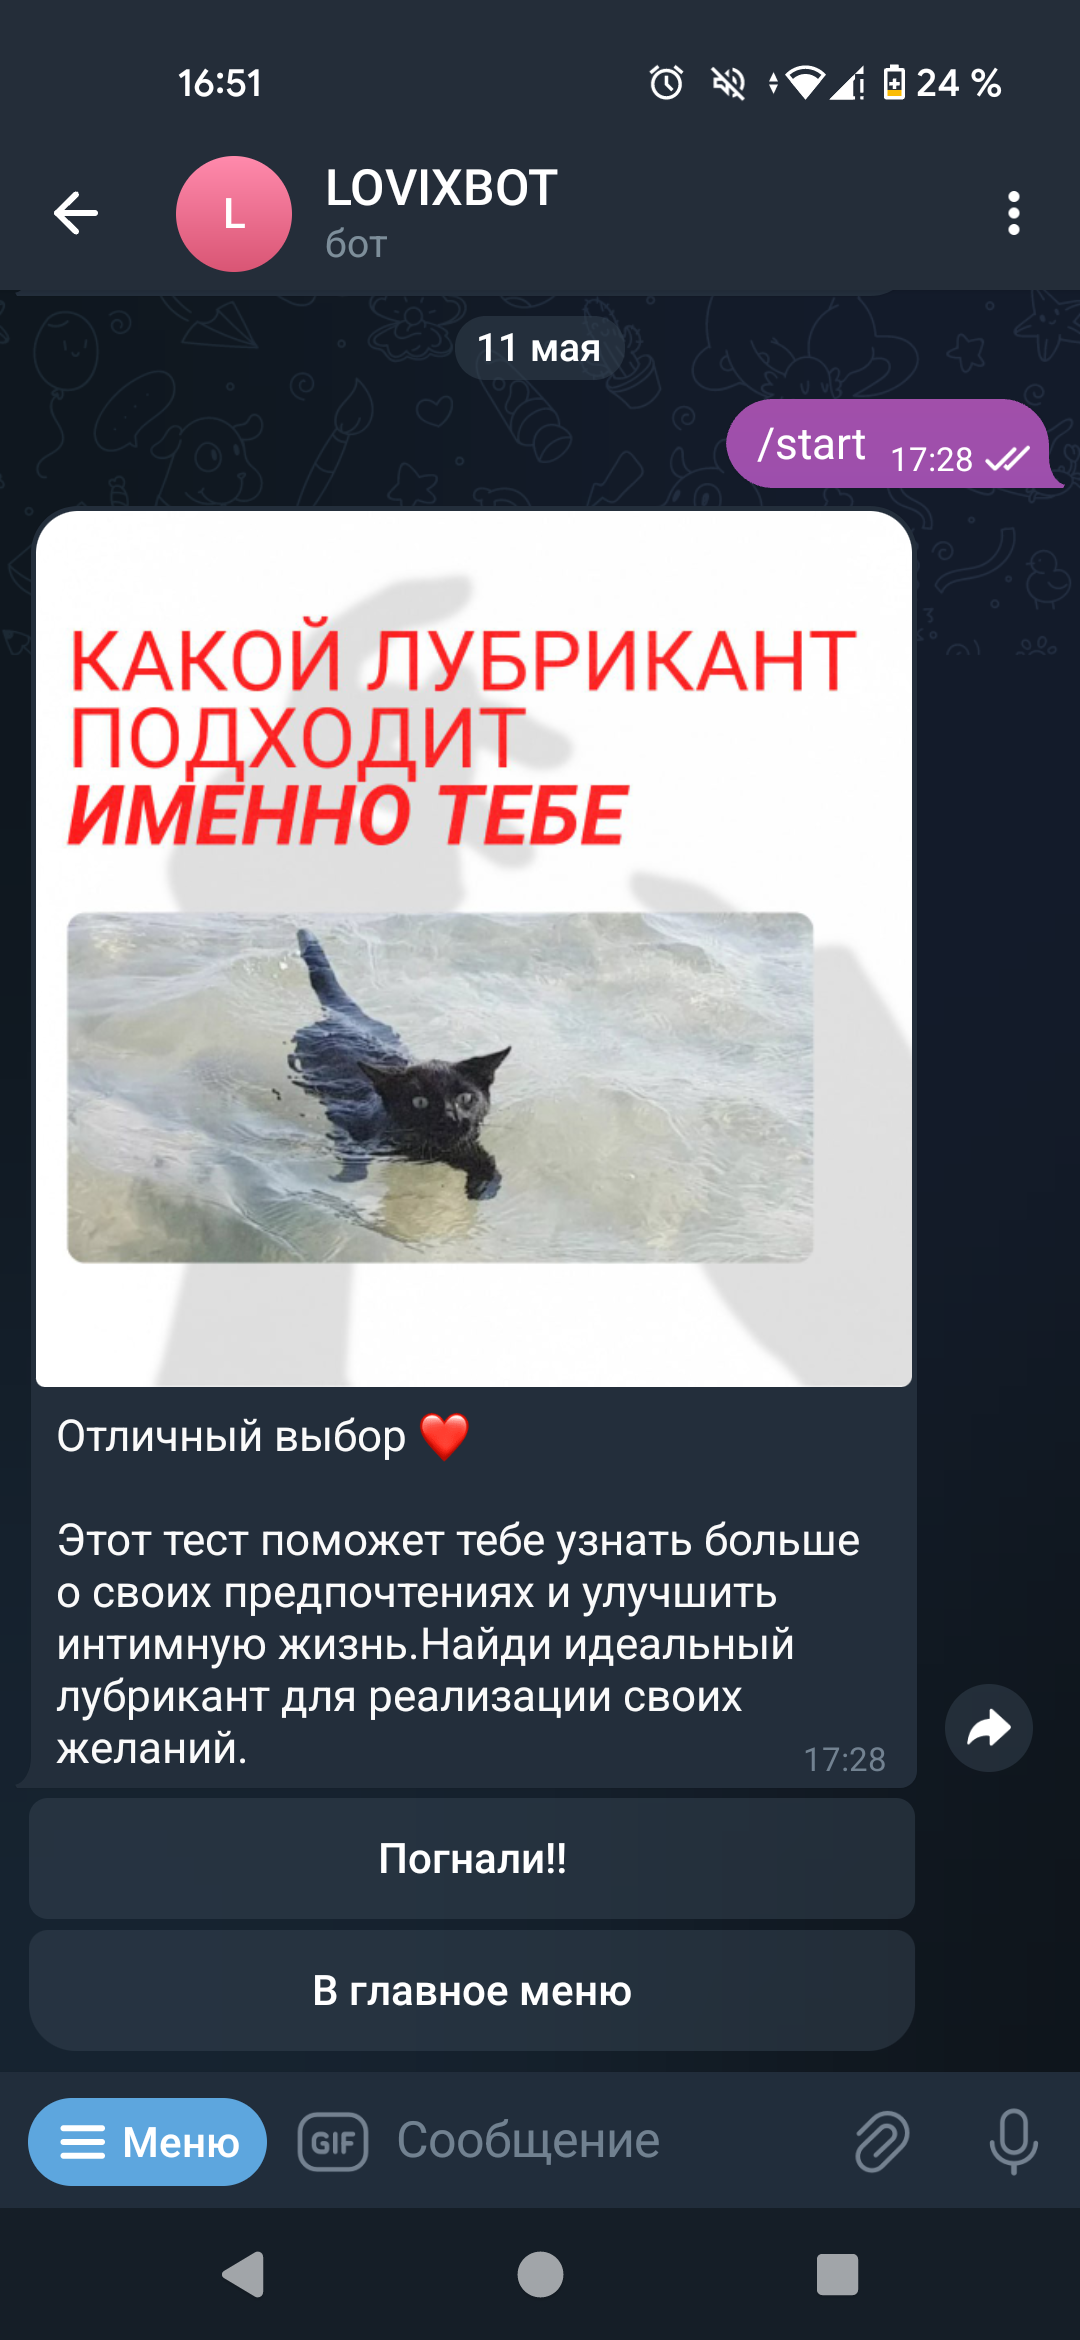 16:51
24 %
L
LOVIXBOT
бот
11 мая
/start 17:28
КАКОЙ ЛУБРИКАНТ
ПОДХОДИТ
ИМЕННО ТЕБЕ
Отличный выбор ❤️
Этот тест поможет тебе узнать больше
о своих предпочтениях и улучшить
интимную жизнь.Найди идеальный
лубрикант для реализации своих
желаний.
17:28
Погнали!!
В главное меню
Меню
GIF
Сообщение